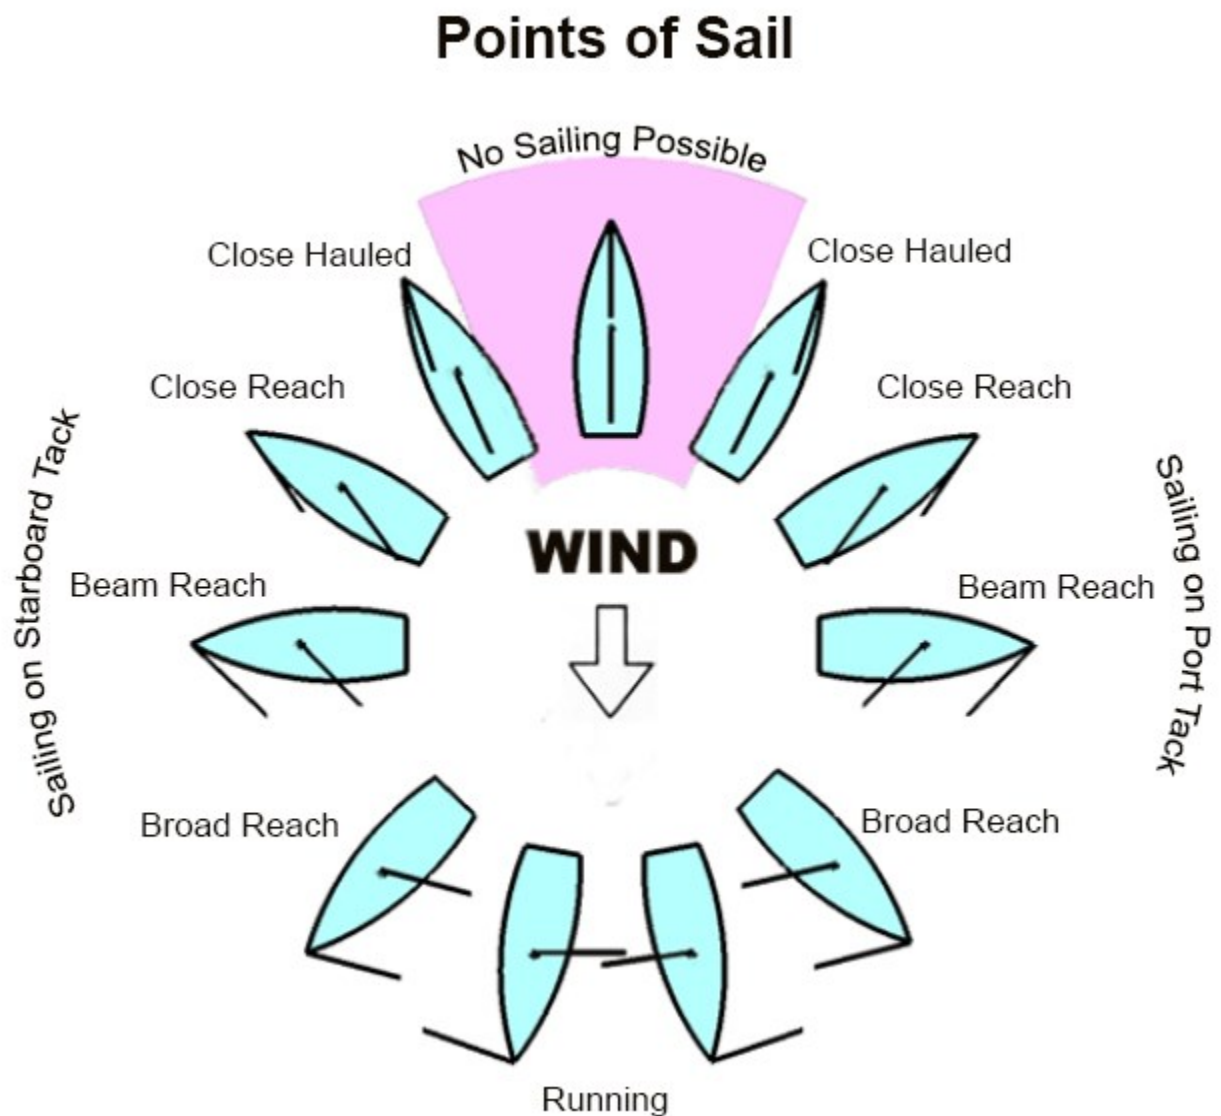 Points of Sail
No Sailing Possible
Close Hauled
Close Hauled
Close Reach
Close Reach
Sailing on Starboard Tack
Sailing on Port Tack
WIND
Beam Reach
Beam Reach
Broad Reach
Broad Reach
Running